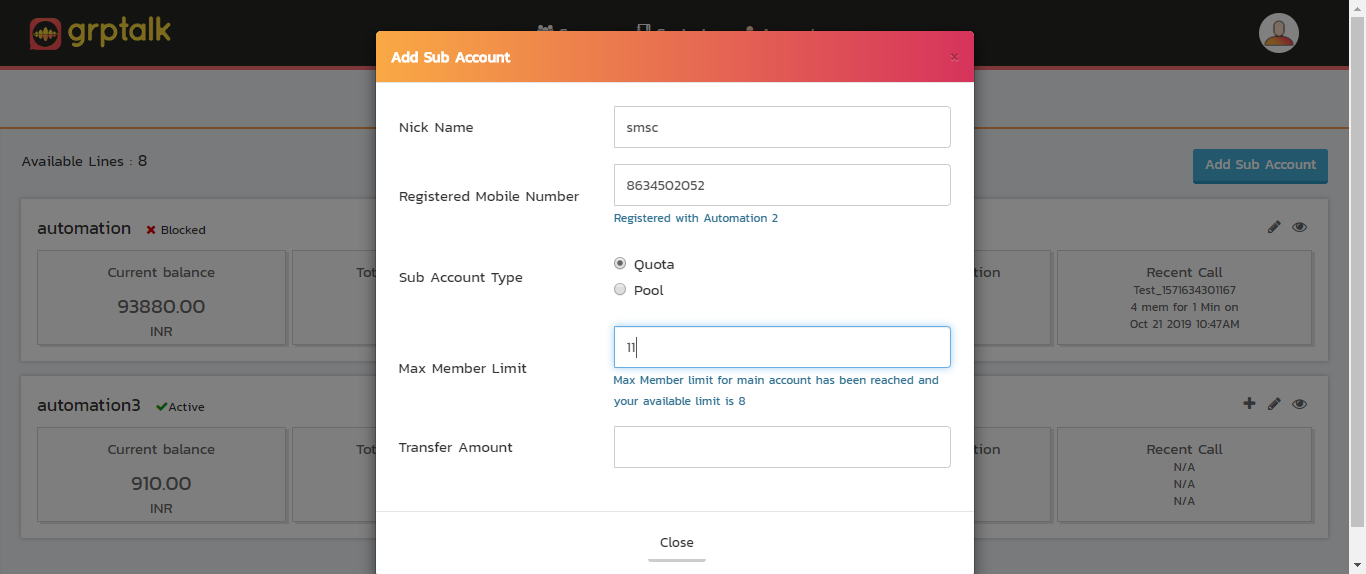 grptalk
Add Sub Account
×
Nick Name
smsc
Available Lines : 8
Add Sub Account
Registered Mobile Number
8634502052
Registered with Automation 2
automation
Blocked
Sub Account Type
Quota
Pool
Current balance
93880.00
INR
Tot
tion
Recent Call
Test_1571634301167
4 mem for 1 Min on
Oct 21 2019 10:47AM
Max Member Limit
11
Max Member limit for main account has been reached and
your available limit is 8
automation3
Active
Transfer Amount
Current balance
910.00
INR
Tot
tion
Recent Call
N/A
N/A
N/A
Close